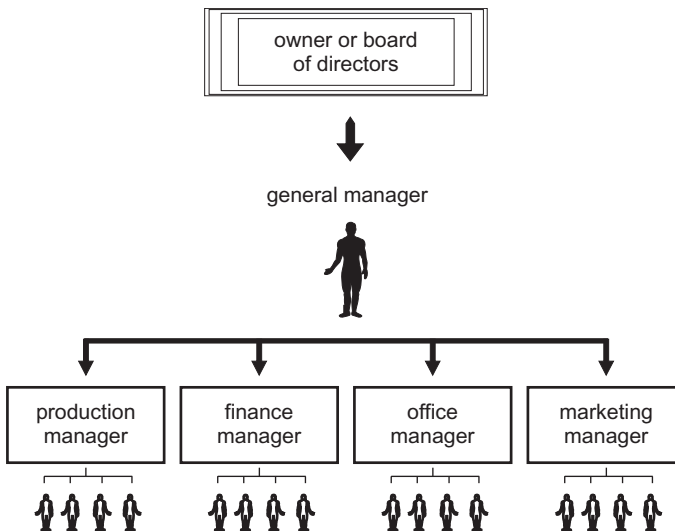 owner or board
of directors
general manager
production
manager
finance
manager
office
manager
marketing
manager